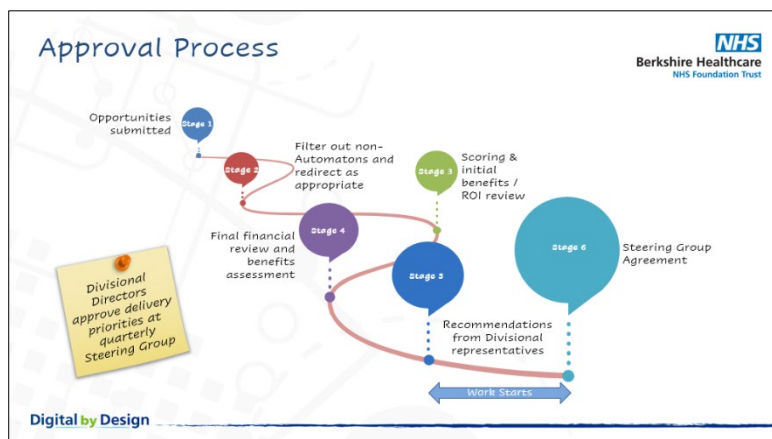 Approval Process
NHS
Berkshire Healthcare
NHS Foundation Trust
Opportunities
submitted
Stage 1
Stage 2
Filter out non-
Automatons and
redirect as
appropriate
Stage 3
Scoring &
initial
benefits /
ROI review
Final financial
review and
benefits
assessment
Stage 4
Stage 5
Recommendations
from Divisional
representatives
Stage 6
Steering Group
Agreement
Divisional
Directors
approve delivery
priorities at
quarterly
Steering Group
Work Starts
Digital by Design